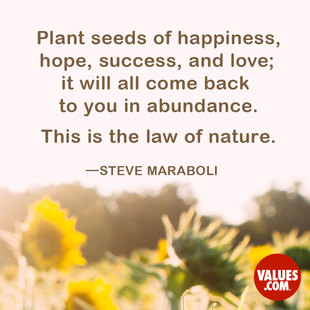 Plant seeds of happiness,
hope, success, and love;
it will all come back
to you in abundance.
This is the law of nature.
—STEVE MARABOLI
VALUES
.COM